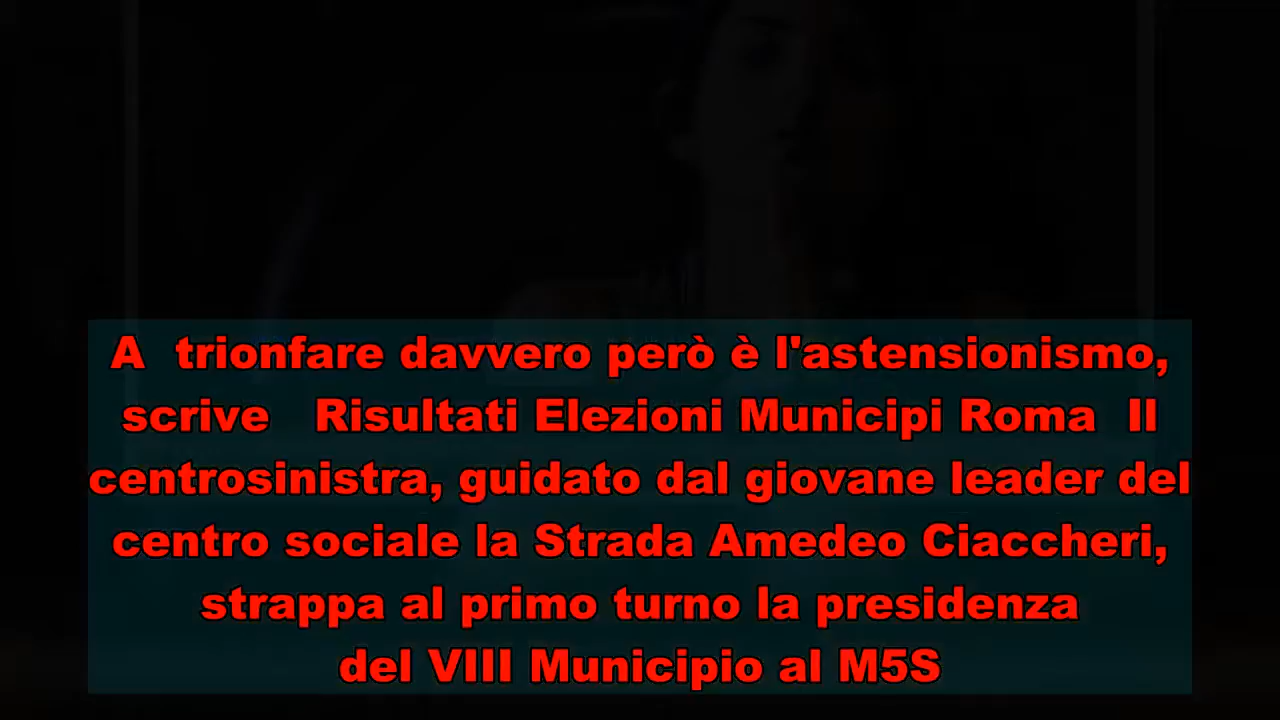 A  trionfare davvero però è l'astensionismo,
scrive   Risultati Elezioni Municipi Roma  Il
centrosinistra, guidato dal giovane leader del
centro sociale la Strada Amedeo Ciaccheri,
strappa al primo turno la presidenza
del VIII Municipio al M5S